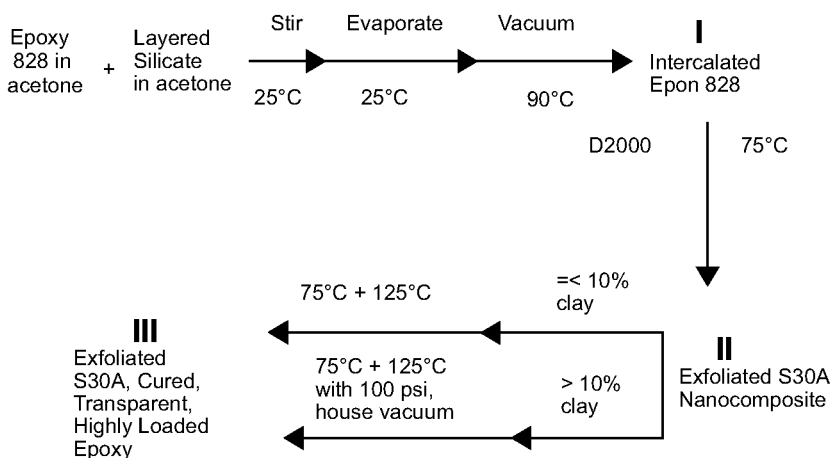 Epoxy
828 in
acetone
+
Layered
Silicate
in acetone
Stir
25°C
Evaporate
25°C
Vacuum
90°C
I
Intercalated
Epon 828
D2000
75°C
II
Exfoliated S30A
Nanocomposite
=< 10%
clay
75°C + 125°C
> 10%
clay
75°C + 125°C
with 100 psi,
house vacuum
III
Exfoliated
S30A, Cured,
Transparent,
Highly Loaded
Epoxy